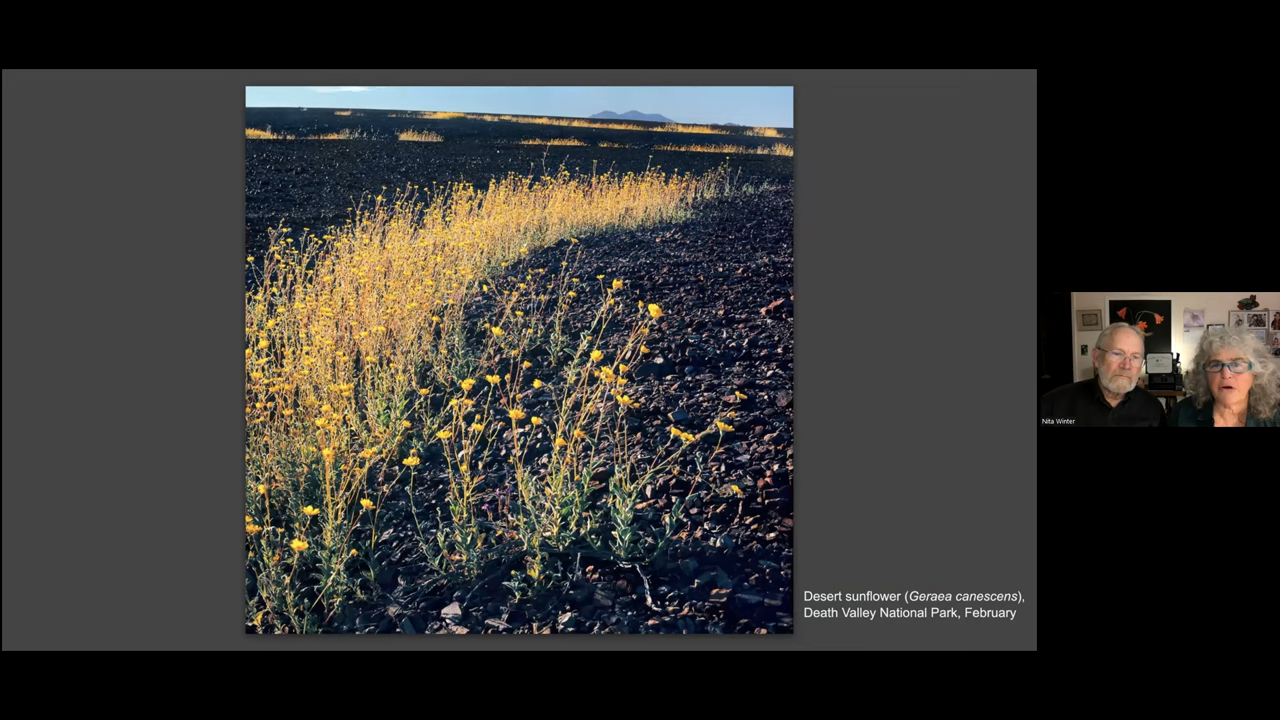 Desert sunflower (Geraea canescens),
Death Valley National Park, February
Nita Winter